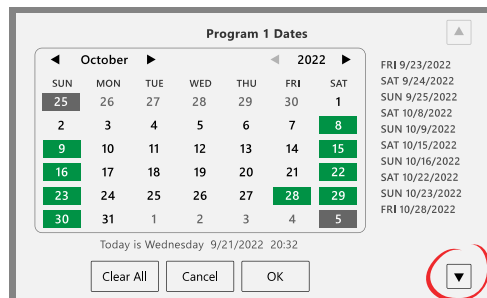 Program 1 Dates
October 2022
SUN MON TUE WED THU FRI SAT
25 26 27 28 29 30 1
2 3 4 5 6 7 8
9 10 11 12 13 14 15
16 17 18 19 20 21 22
23 24 25 26 27 28 29
30 31 1 2 3 4 5
Today is Wednesday 9/21/2022 20:32
Clear All Cancel OK
FRI 9/23/2022
SAT 9/24/2022
SUN 9/25/2022
SAT 10/8/2022
SUN 10/9/2022
SAT 10/15/2022
SUN 10/16/2022
SAT 10/22/2022
SUN 10/23/2022
FRI 10/28/2022